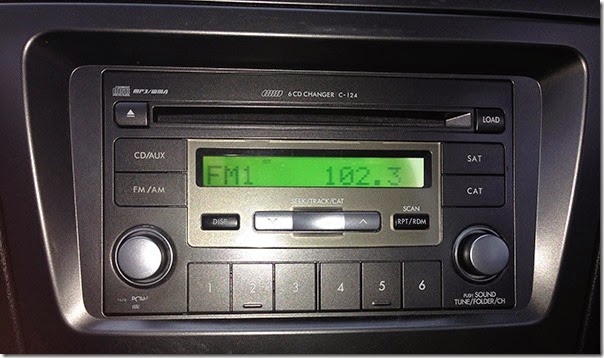 MP3/WMA
6 CD CHANGER C-124
LOAD
CD/AUX
SAT
FM1 102.3
FM/AM
CAT
SEEK/TRACK/CAT
SCAN
DISP
RPT/RDM
1 2 3 4 5 6
PUSH SOUND
TUNE/FOLDER/CH